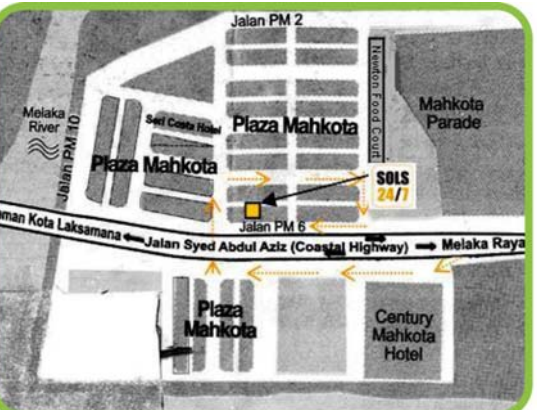 Jalan PM 2
Newton Food Court
Melaka
River
Mahkota
Parade
Jalan PM 10
Seri Costa Hotel
Plaza Mahkota
Plaza Mahkota
SOLS
24/7
Jalan PM 6
man Kota Laksamana
Jalan Syed Abdul Aziz (Coastal Highway)
Melaka Raya
Plaza
Mahkota
Century
Mahkota
Hotel